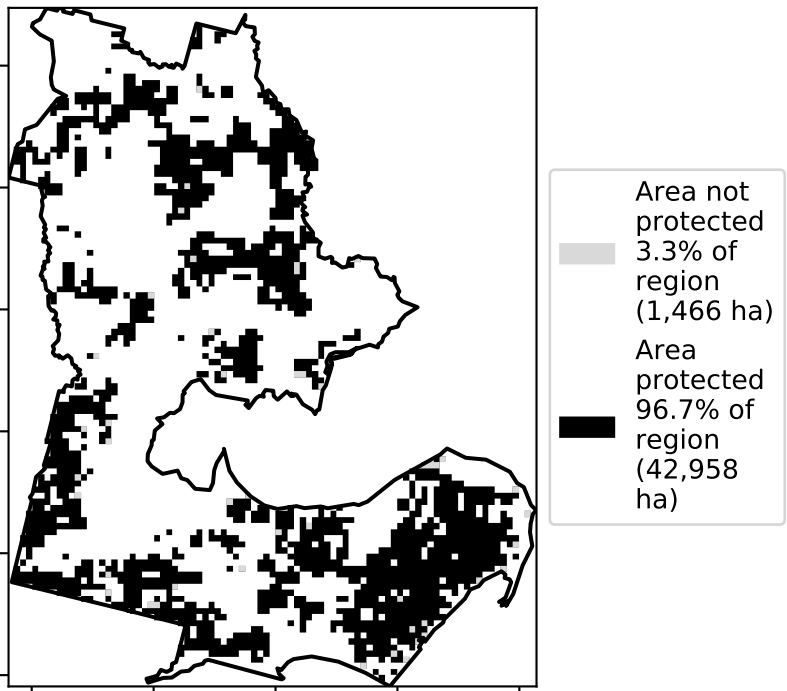 Area not
protected
3.3% of
region
(1,466 ha)
Area
protected
96.7% of
region
(42,958
ha)